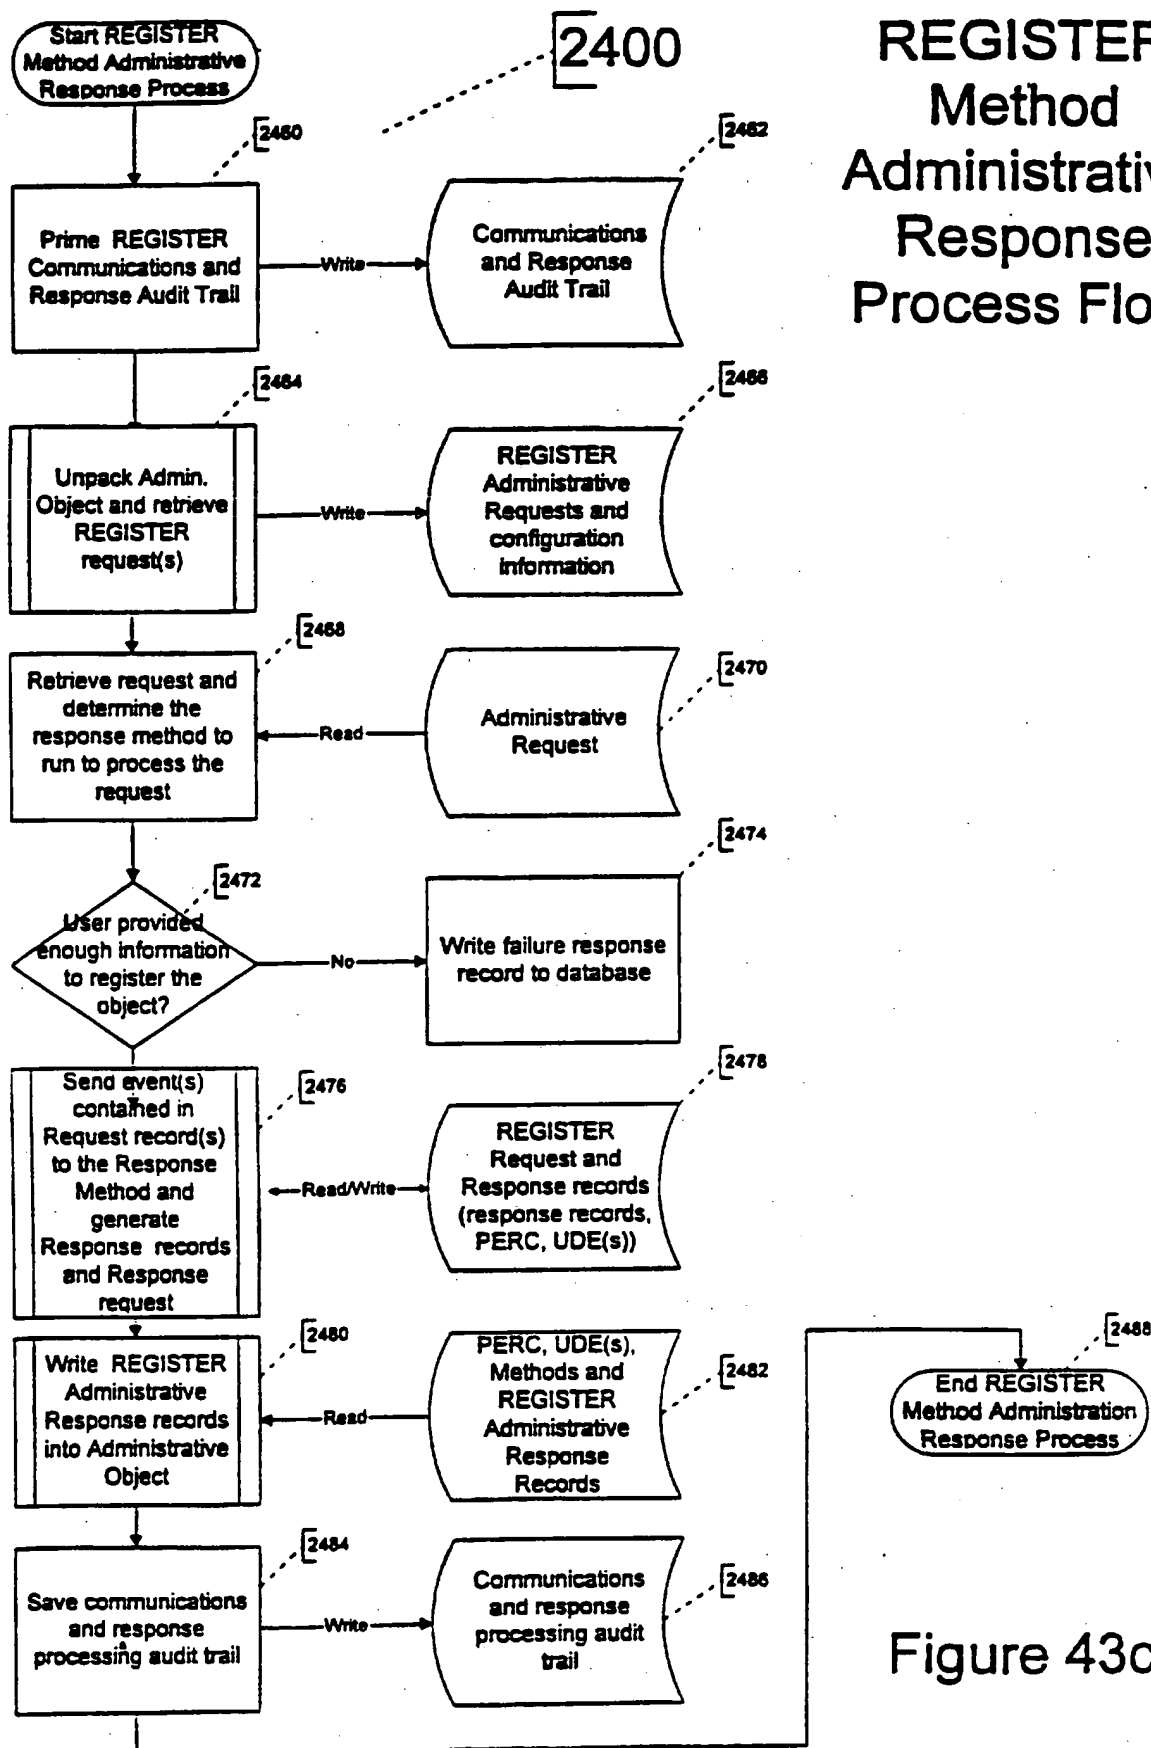 Start REGISTER
Method Administrative
Response Process
2400
REGISTER
Method
Administrativ
Response
Process Flo
2460
2462
Prime REGISTER
Communications and
Response Audit Trail
Write
Communications
and Response
Audit Trail
2464
2466
Unpack Admin.
Object and retrieve
REGISTER
request(s)
Write
REGISTER
Administrative
Requests and
configuration
information
2468
2470
Retrieve request and
determine the
response method to
run to process the
request
Read
Administrative
Request
2472
2474
User provided
enough information
to register the
object?
No
Write failure response
record to database
2476
2478
Send event(s)
contained in
Request record(s)
to the Response
Method and
generate
Response records
and Response
request
Read/Write
REGISTER
Request and
Response records
(response records,
PERC, UDE(s))
2480
2482
Write REGISTER
Administrative
Response records
into Administrative
Object
Read
PERC, UDE(s),
Methods and
REGISTER
Administrative
Response
Records
2488
End REGISTER
Method Administration
Response Process
2484
2486
Save communications
and response
processing audit trail
Write
Communications
and response
processing audit
trail
Figure 43c